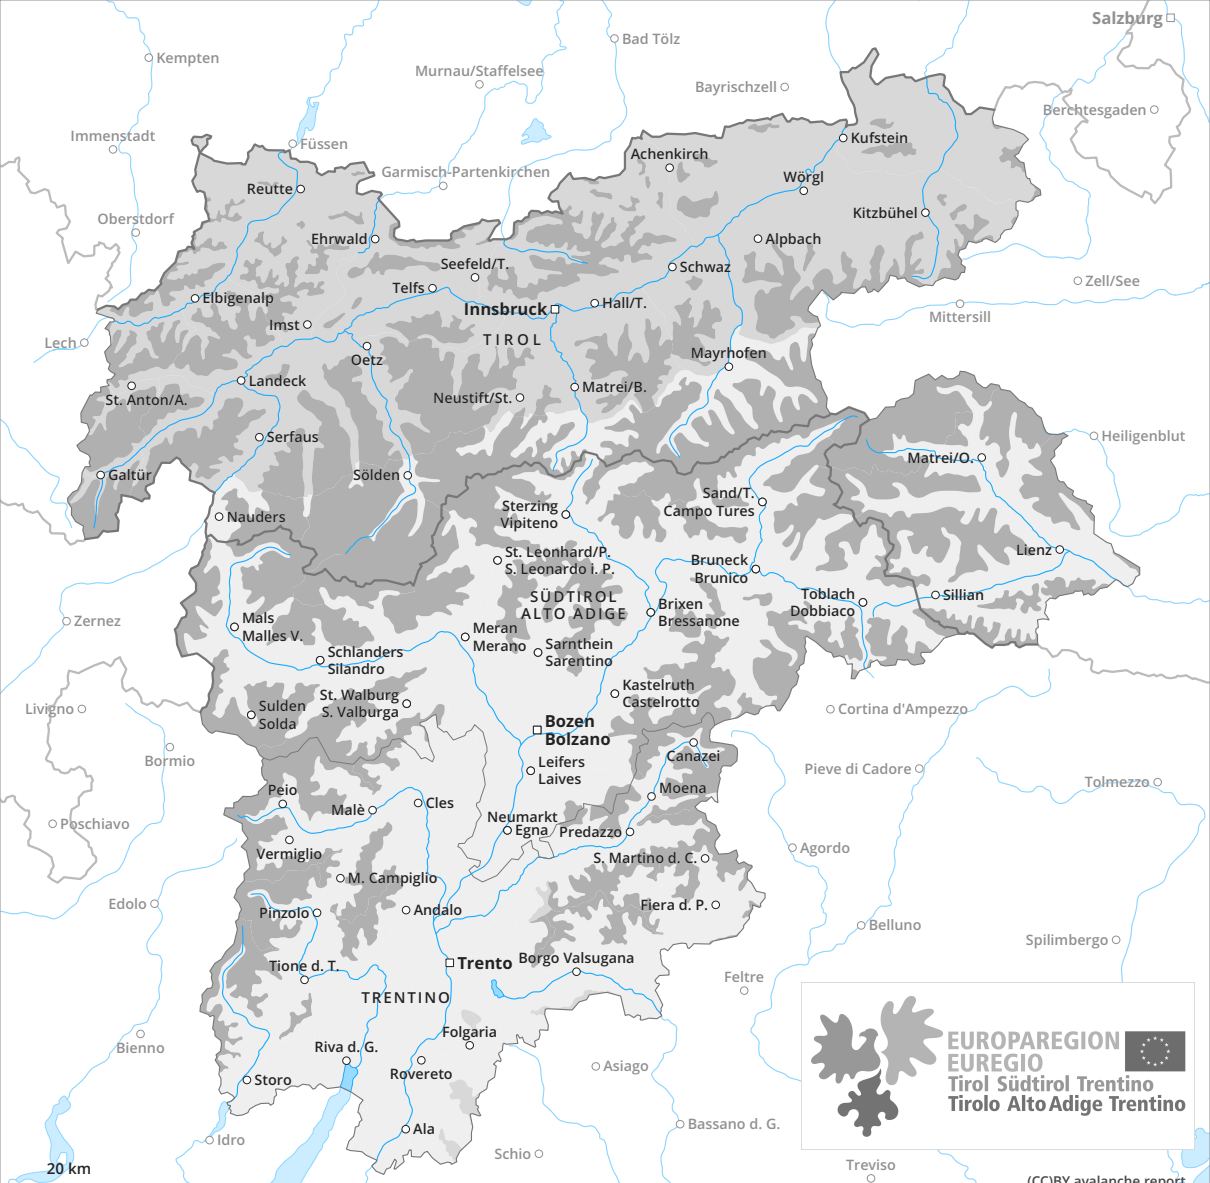 Salzburg
Kempten
Bad Tölz
Murnau/Staffelsee
Bayrischzell
Berchtesgaden
Immenstadt
Füssen
Kufstein
Achenkirch
Garmisch-Partenkirchen
Wörgl
Reutte
Oberstdorf
Kitzbühel
Ehrwald
Alpbach
Seefeld/T.
Schwaz
Zell/See
Telfs
Elbigenalp
Hall/T.
Innsbruck
Mittersill
Imst
TIROL
Lech
Oetz
Mayrhofen
Landeck
Matrei/B.
St. Anton/A.
Neustift/St.
Serfaus
Heiligenblut
Matrei/O.
Galtür
Sölden
Sand/T.
Campo Tures
Sterzing
Vipiteno
Nauders
St. Leonhard/P.
S. Leonardo i. P.
Lienz
Bruneck
Brunico
SÜDTIROL
ALTO ADIGE
Toblach
Dobbiaco
Sillian
Brixen
Bressanone
Zernez
Mals
Malles V.
Meran
Merano
Sarnthein
Sarentino
Schlanders
Silandro
Kastelruth
Castelrotto
St. Walburg
S. Valburga
Sulden
Solda
Livigno
Cortina d'Ampezzo
Bozen
Bolzano
Bormio
Canazei
Leifers
Laives
Pieve di Cadore
Tolmezzo
Peio
Moena
Malè
Cles
Neumarkt
Egna
Predazzo
Poschiavo
Vermiglio
Agordo
S. Martino d. C.
M. Campiglio
Edolo
Pinzolo
Andalo
Fiera d. P.
Belluno
Spilimbergo
Trento
Borgo Valsugana
Tione d. T.
Feltre
TRENTINO
Folgaria
Bienno
Riva d. G.
EUROPAREGION
EUREGIO
Tirol Südtirol Trentino
Tirolo Alto Adige Trentino
Rovereto
Asiago
Storo
Bassano d. G.
Ala
Idro
Schio
Treviso
20 km
(CC)BY avalanche.report